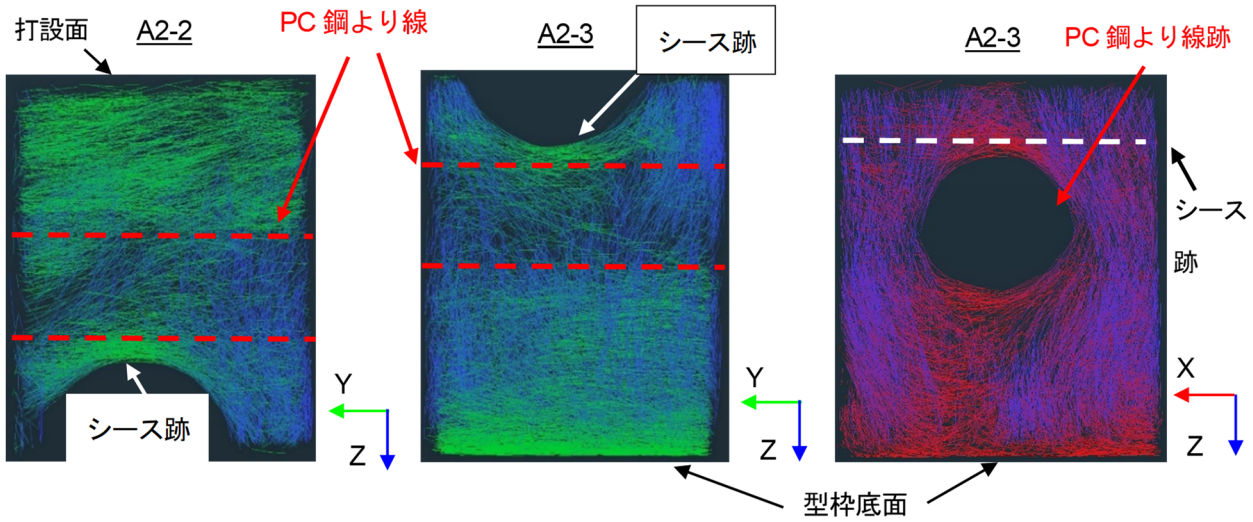 打設面
A2-2
PC 鋼より線
A2-3
シース跡
A2-3
PC 鋼より線跡
シース跡
Y
Z
Y
Z
シース
跡
X
Z
型枠底面